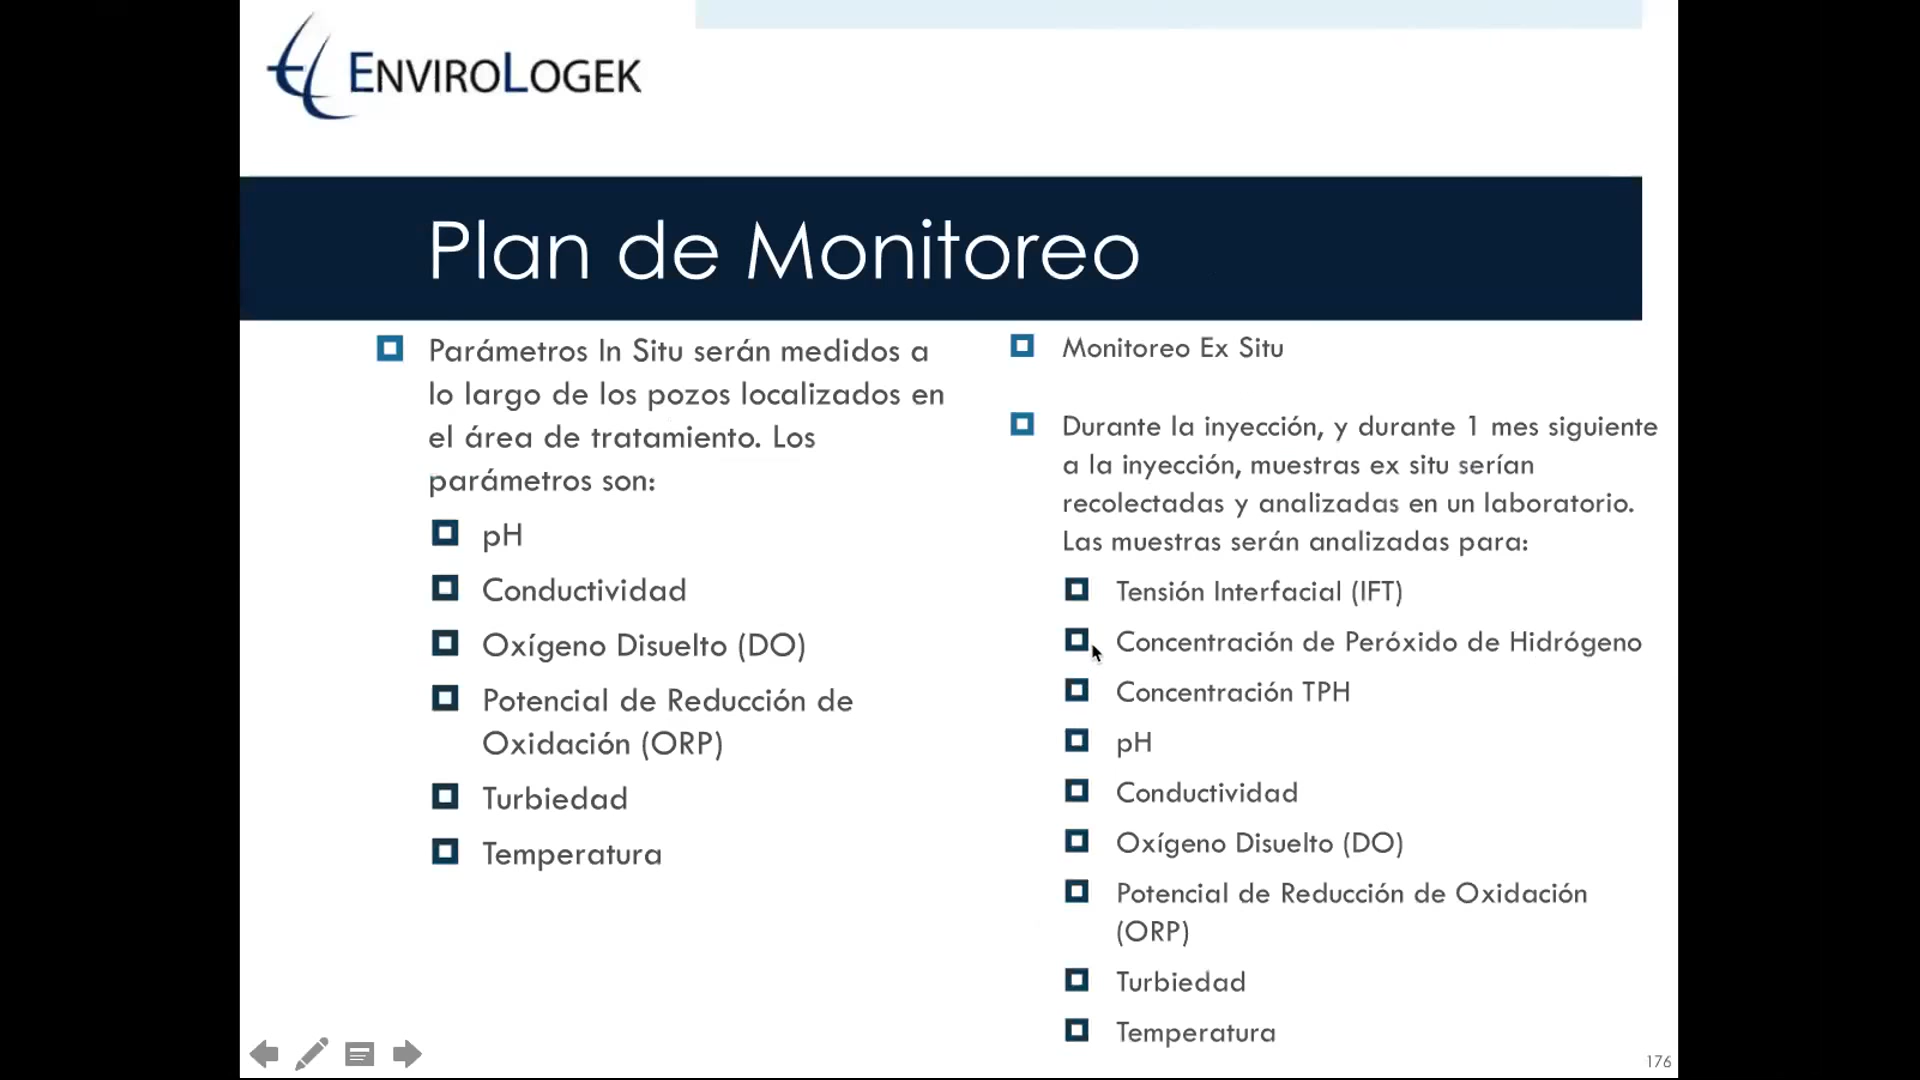 ENVIROLOGEK
Plan de Monitoreo
Parámetros In Situ serán medidos a
lo largo de los pozos localizados en
el área de tratamiento. Los
parámetros son:
pH
Conductividad
Oxígeno Disuelto (DO)
Potencial de Reducción de
Oxidación (ORP)
Turbiedad
Temperatura
Monitoreo Ex Situ
Durante la inyección, y durante 1 mes siguiente
a la inyección, muestras ex situ serían
recolectadas y analizadas en un laboratorio.
Las muestras serán analizadas para:
Tensión Interfacial (IFT)
Concentración de Peróxido de Hidrógeno
Concentración TPH
pH
Conductividad
Oxígeno Disuelto (DO)
Potencial de Reducción de Oxidación
(ORP)
Turbiedad
Temperatura
176